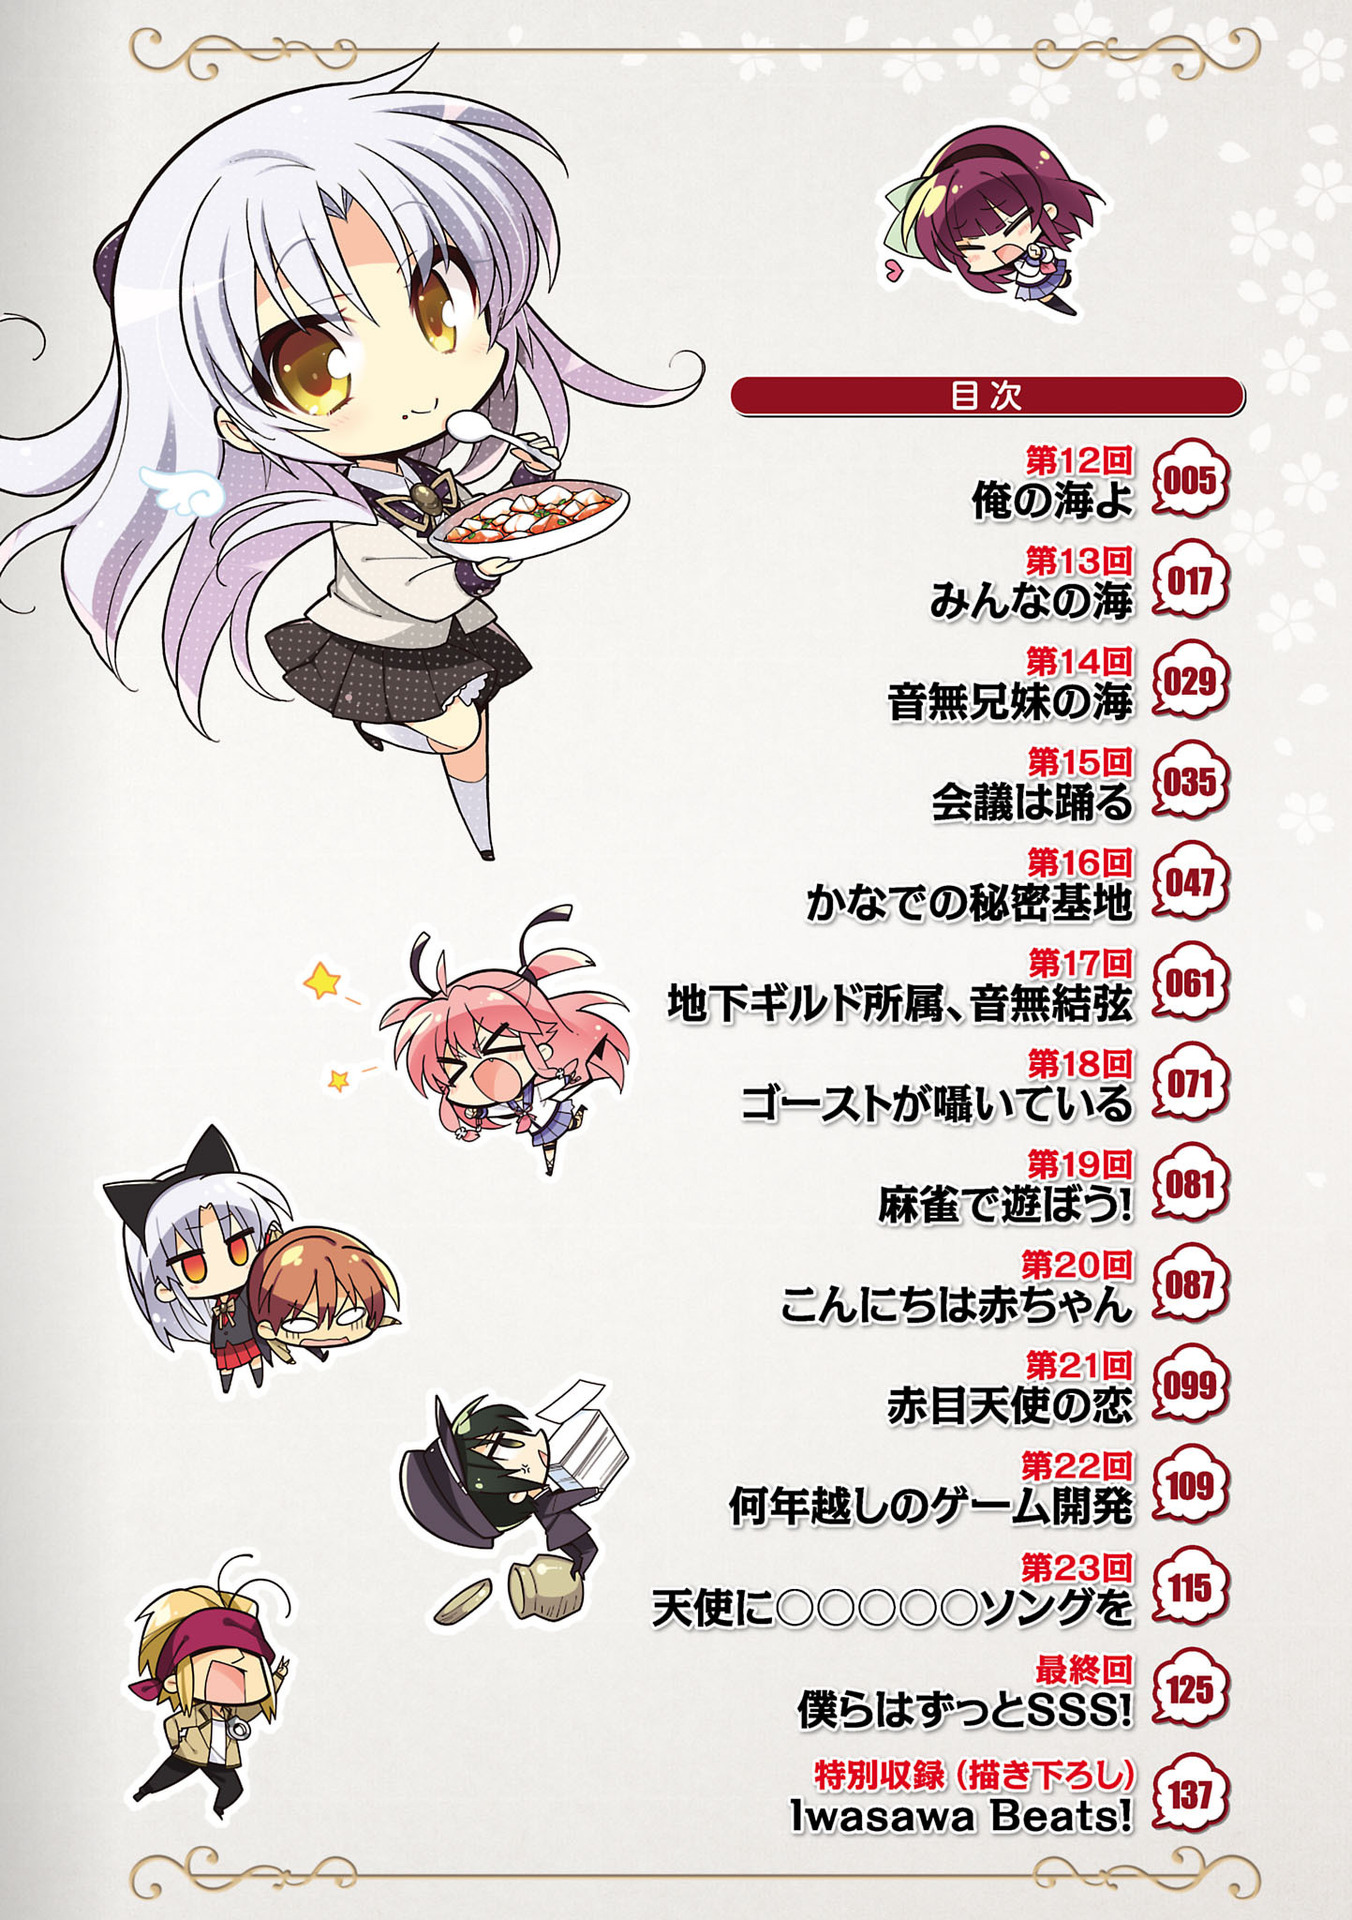 目次
第12回
俺の海よ
005
第13回
みんなの海
017
第14回
音無兄妹の海
029
第15回
会議は踊る
035
第16回
かなでの秘密基地
047
第17回
地下ギルド所属、音無結弦
061
第18回
ゴーストが囁いている
071
第19回
麻雀で遊ぼう!
081
第20回
こんにちは赤ちゃん
087
第21回
赤目天使の恋
099
第22回
何年越しのゲーム開発
109
第23回
天使に○○○○○ソングを
115
最終回
僕らはずっとSSS!
125
特別収録(描き下ろし)
Iwasawa Beats!
137